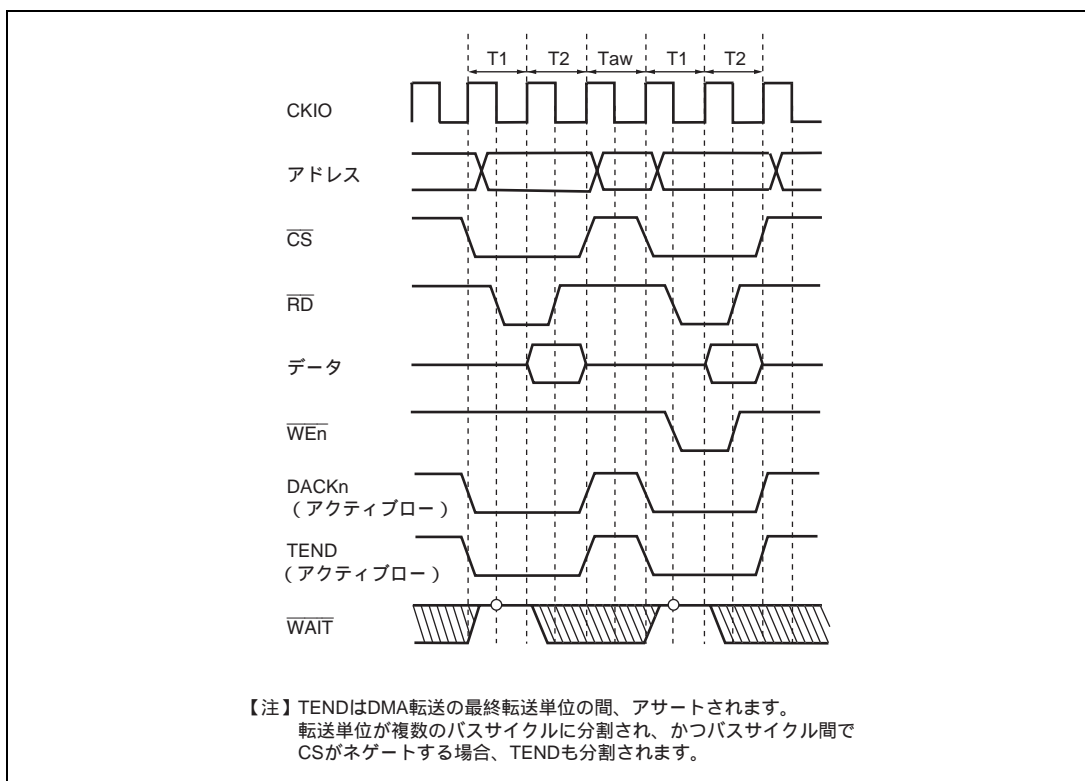 T1 T2 Taw T1 T2
CKIO
アドレス
CS
RD
データ
WEn
DACKn
（アクティブロー）
TEND
（アクティブロー）
WAIT
【注】TENDはDMA転送の最終転送単位の間、アサートされます。
転送単位が複数のバスサイクルに分割され、かつバスサイクル間で
CSがネゲートする場合、TENDも分割されます。